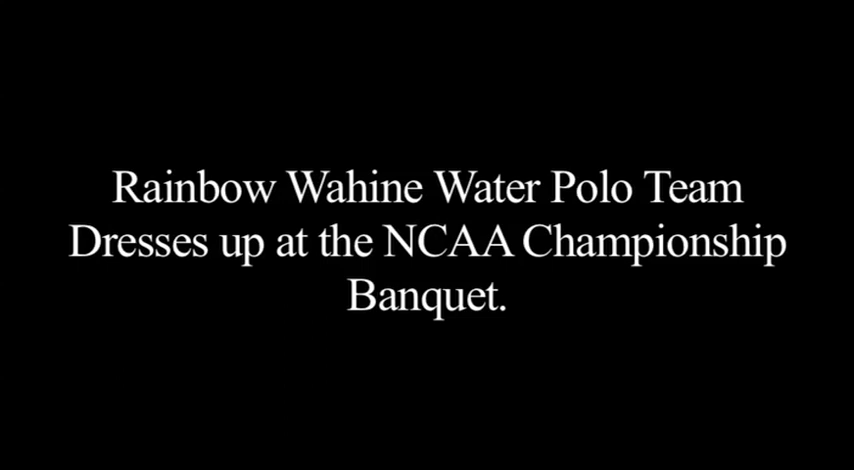 Rainbow Wahine Water Polo Team
Dresses up at the NCAA Championship
Banquet.